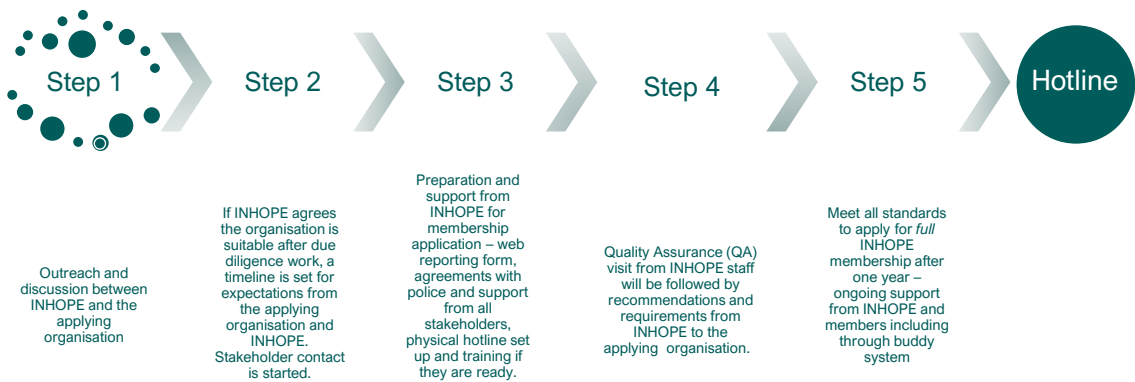 Step 1
Step 2
Step 3
Step 4
Step 5
Hotline
Outreach and
discussion between
INHOPE and the
applying
organisation
If INHOPE agrees
the organisation is
suitable after due
diligence work, a
timeline is set for
expectations from
the applying
organisation and
INHOPE.
Stakeholder contact
is started.
Preparation and
support from
INHOPE for
membership
application – web
reporting form,
agreements with
police and support
from all
stakeholders,
physical hotline set
up and training if
they are ready.
Quality Assurance (QA)
visit from INHOPE staff
will be followed by
recommendations and
requirements from
INHOPE to the
applying organisation.
Meet all standards
to apply for full
INHOPE
membership after
one year –
ongoing support
from INHOPE and
members including
through buddy
system